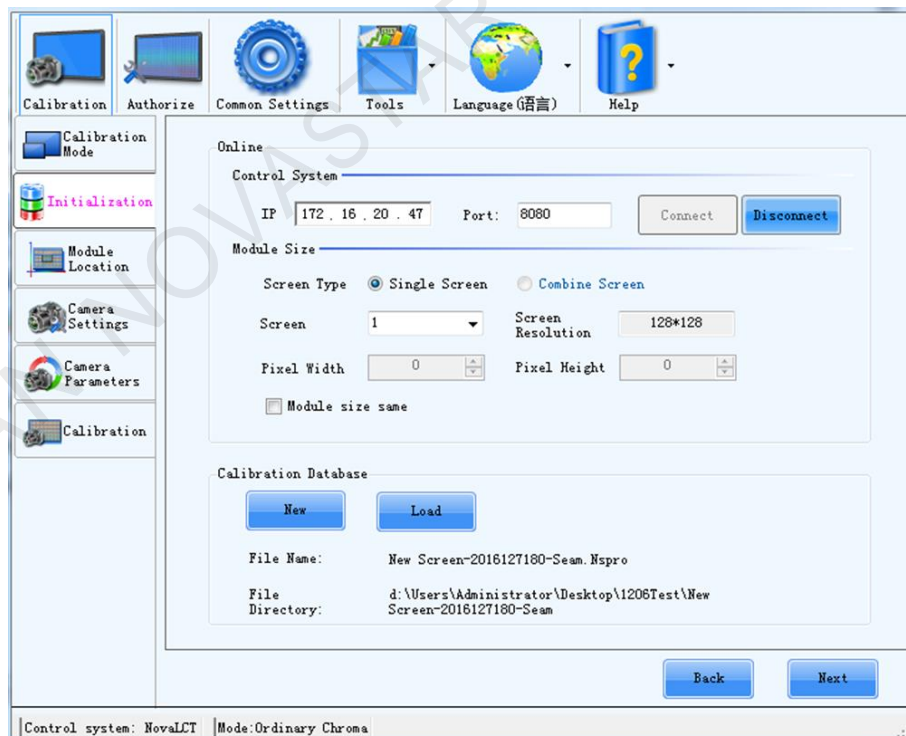 Calibration
Authorize
Common Settings
Tools
Language(语言)
Help
Calibration
Mode
Initialization
Module
Location
Camera
Settings
Camera
Parameters
Calibration
Online
Control System
IP 172 . 16 . 20 . 47 Port: 8080 Connect Disconnect
Module Size
Screen Type Single Screen Combine Screen
Screen 1 Screen
Resolution 128*128
Pixel Width 0 Pixel Height 0
Module size same
Calibration Database
New Load
File Name: New Screen-2016127180-Seam.Nspro
File
Directory: d:\Users\Administrator\Desktop\1206Test\New
Screen-2016127180-Seam
Back Next
Control system: NovaLCT Mode:Ordinary Chroma
NOVASTAR